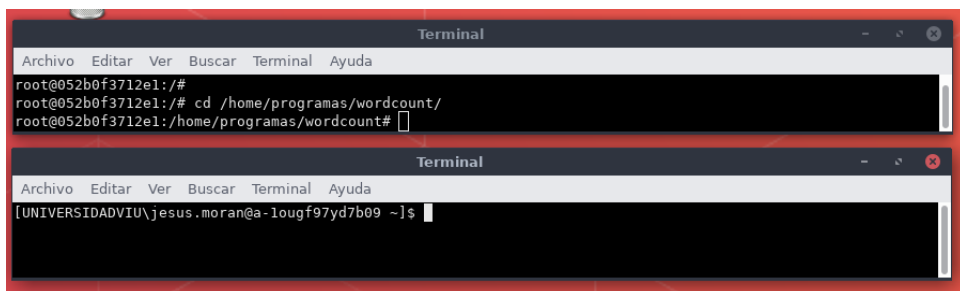 Terminal
Archivo Editar Ver Buscar Terminal Ayuda
root@052b0f3712e1:/#
root@052b0f3712e1:/# cd /home/programas/wordcount/
root@052b0f3712e1:/home/programas/wordcount#
Terminal
Archivo Editar Ver Buscar Terminal Ayuda
[UNIVERSIDADVIU\jesus.moran@a-1ougf97yd7b09 ~]$